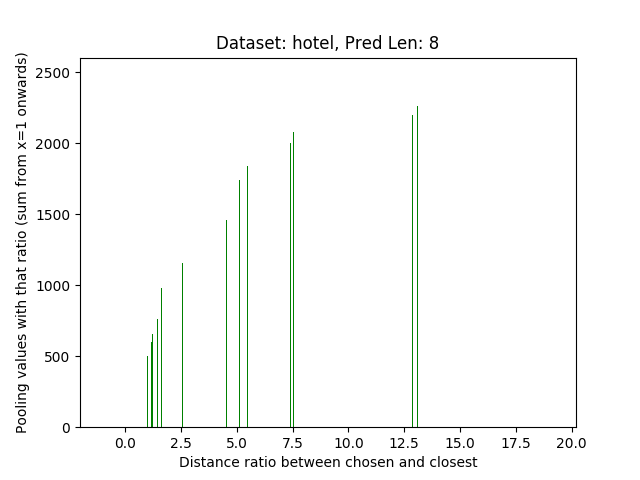 Dataset: hotel, Pred Len: 8
Pooling values with that ratio (sum from x=1 onwards)
2500
2000
1500
1000
500
0
0.0 2.5 5.0 7.5 10.0 12.5 15.0 17.5 20.0
Distance ratio between chosen and closest